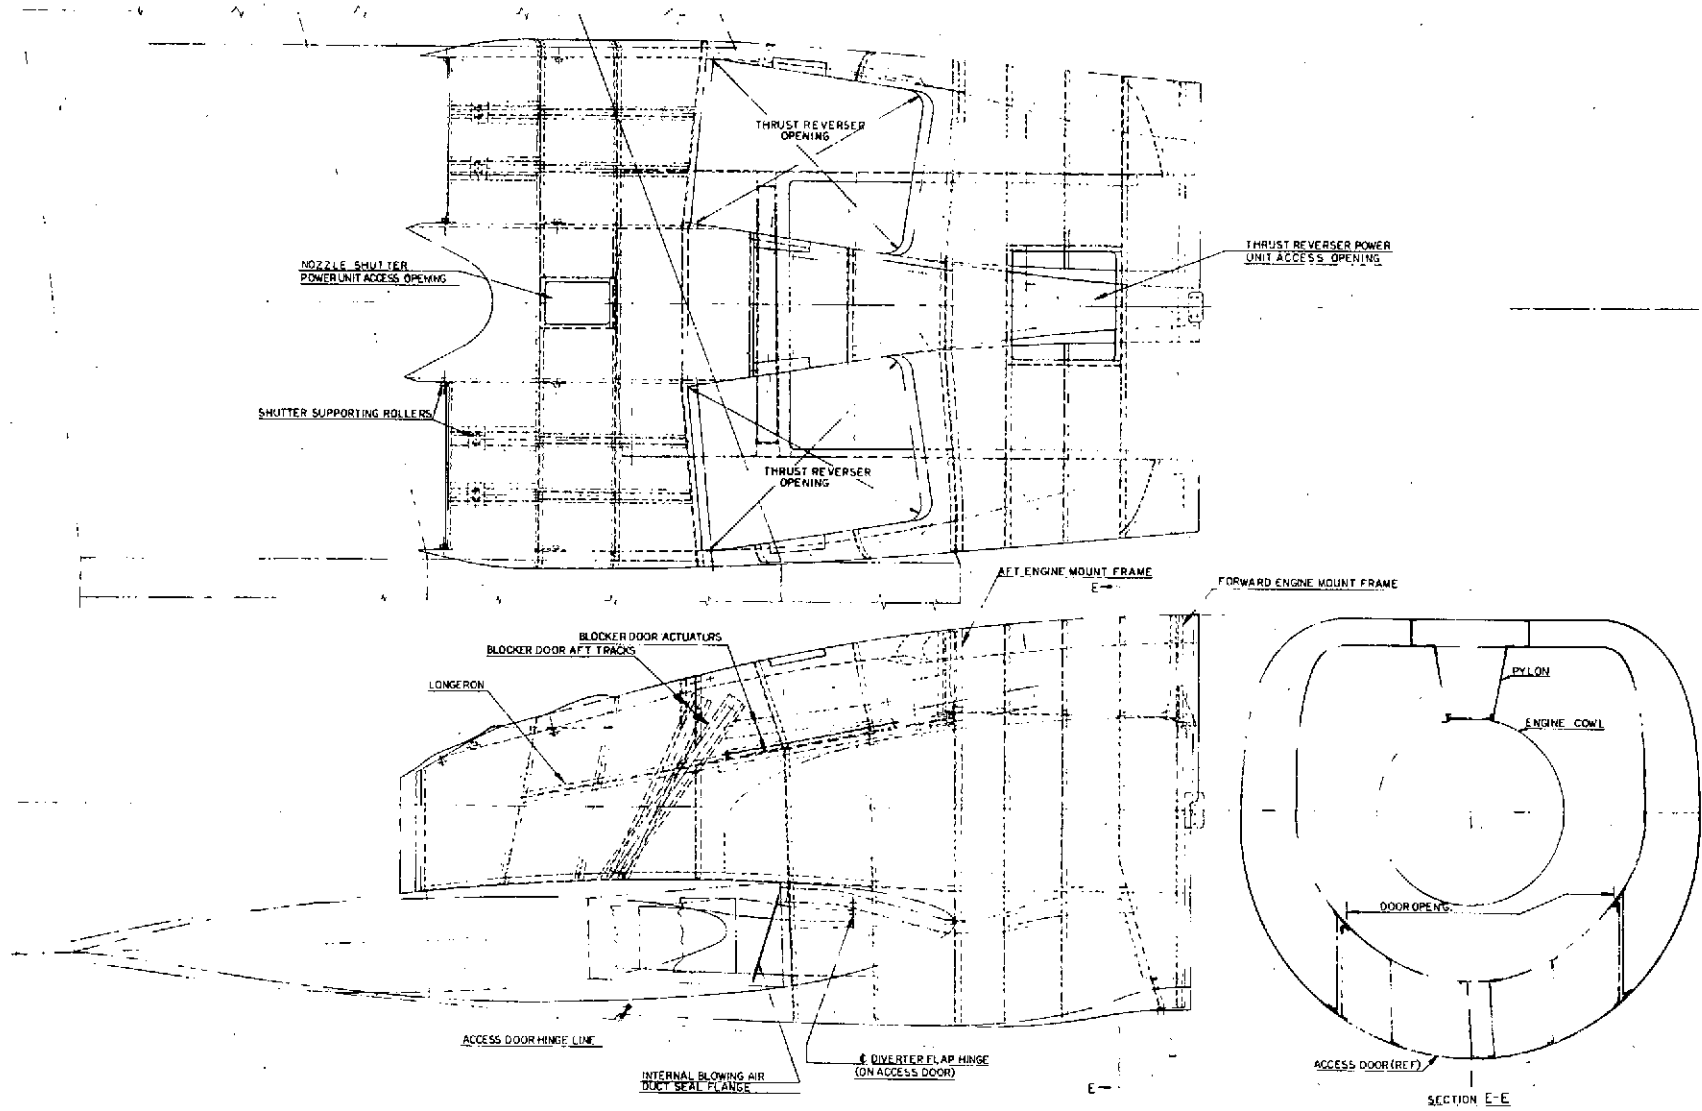 THRUST REVERSER
OPENING
NOZZLE SHUTTER
POWER UNIT ACCESS OPENING
THRUST REVERSER POWER
UNIT ACCESS OPENING
SHUTTER SUPPORTING ROLLERS
THRUST REVERSER
OPENING
AFT ENGINE MOUNT FRAME
E
FORWARD ENGINE MOUNT FRAME
BLOCKER DOOR ACTUATORS
BLOCKER DOOR AFT TRACKS
LONGERON
PYLON
ENGINE COWL
DOOR OPEN'G
ACCESS DOOR HINGE LINE
INTERNAL BLOWING AIR
DUCT SEAL FLANGE
℄ DIVERTER FLAP HINGE
(ON ACCESS DOOR)
E
ACCESS DOOR (REF)
SECTION E-E